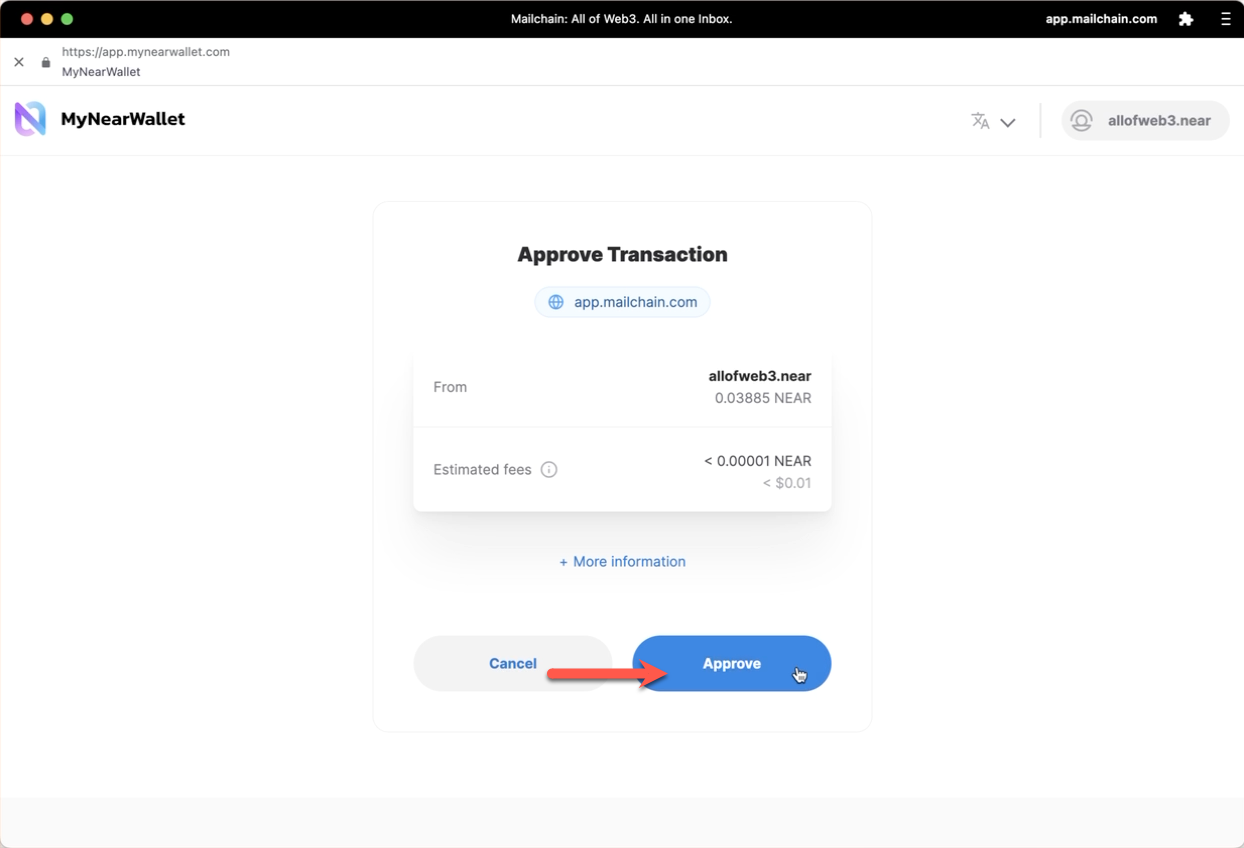 Mailchain: All of Web3. All in one Inbox.
app.mailchain.com
https://app.mynearwallet.com
MyNearWallet
MyNearWallet
allofweb3.near
Approve Transaction
app.mailchain.com
From
allofweb3.near
0.03885 NEAR
Estimated fees
< 0.00001 NEAR
< $0.01
+ More information
Cancel
Approve